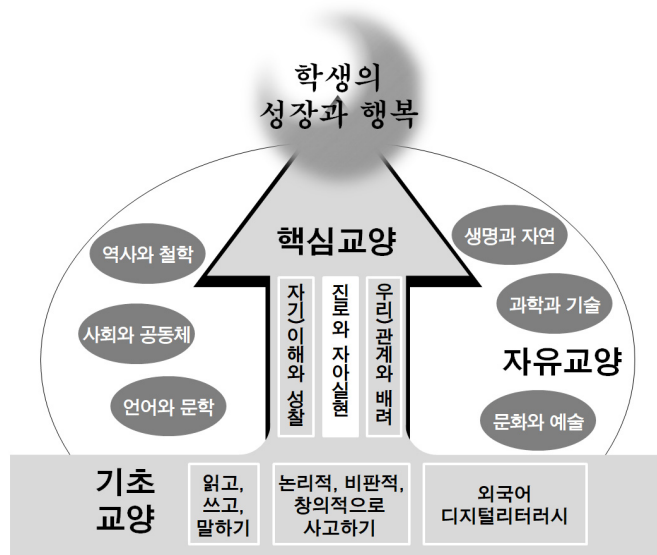 학생의
성장과 행복
핵심교양
역사와 철학
사회와 공동체
언어와 문학
자기) 이해와 성찰
진로와 자아실현
우리) 관계와 배려
생명과 자연
과학과 기술
자유교양
문화와 예술
기초
교양
읽고,
쓰고,
말하기
논리적, 비판적,
창의적으로
사고하기
외국어
디지털리터러시